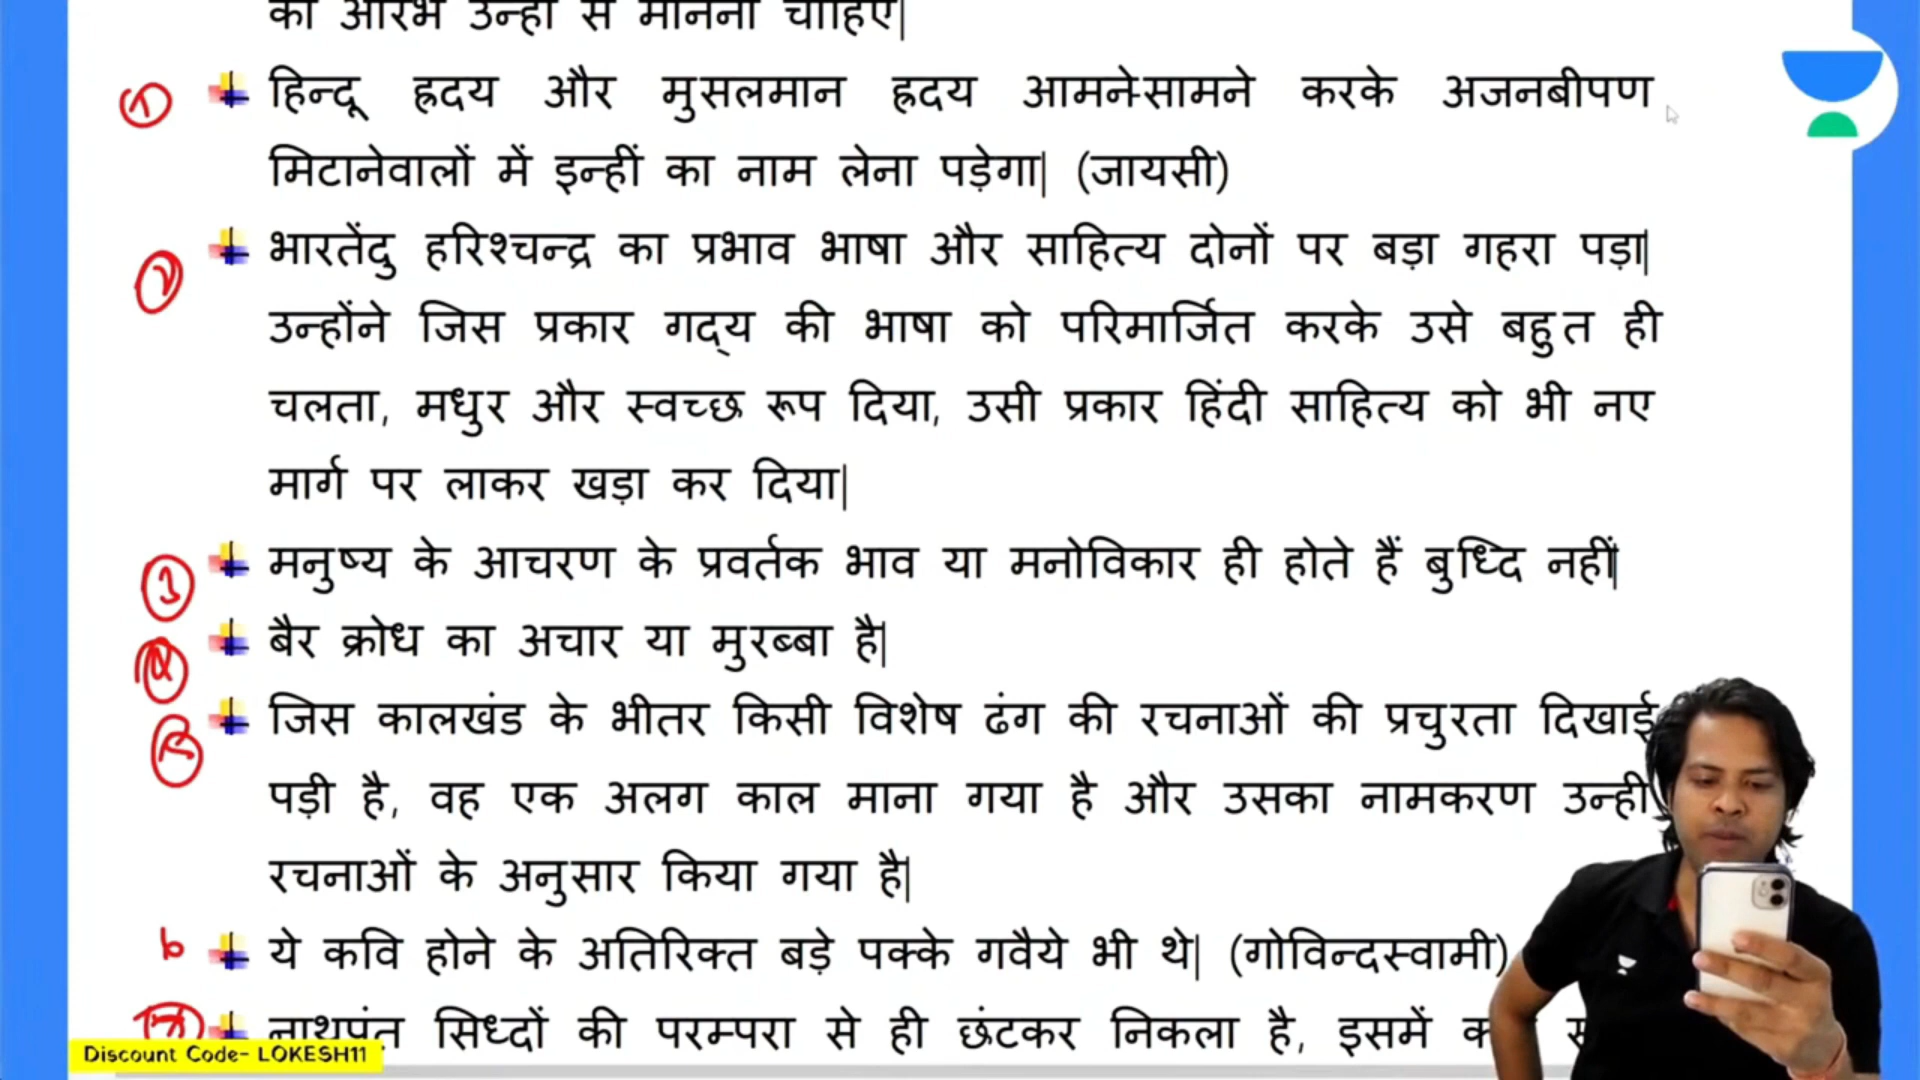 का आरंभ उन्हीं से मानना चाहिए|
हिन्दू ह्रदय और मुसलमान ह्रदय आमने-सामने करके अजनबीपण
मिटानेवालों में इन्हीं का नाम लेना पड़ेगा| (जायसी)
भारतेंदु हरिश्चन्द्र का प्रभाव भाषा और साहित्य दोनों पर बड़ा गहरा पड़ा|
उन्होंने जिस प्रकार गद्य की भाषा को परिमार्जित करके उसे बहुत ही
चलता, मधुर और स्वच्छ रूप दिया, उसी प्रकार हिंदी साहित्य को भी नए
मार्ग पर लाकर खड़ा कर दिया|
मनुष्य के आचरण के प्रवर्तक भाव या मनोविकार ही होते हैं बुध्दि नहीं|
बैर क्रोध का अचार या मुरब्बा है|
जिस कालखंड के भीतर किसी विशेष ढंग की रचनाओं की प्रचुरता दिखाई
पड़ी है, वह एक अलग काल माना गया है और उसका नामकरण उन्ही
रचनाओं के अनुसार किया गया है|
ये कवि होने के अतिरिक्त बड़े पक्के गवैये भी थे| (गोविन्दस्वामी)
नाथपंत सिध्दों की परम्परा से ही छंटकर निकला है, इसमें
Discount Code- LOKESH11